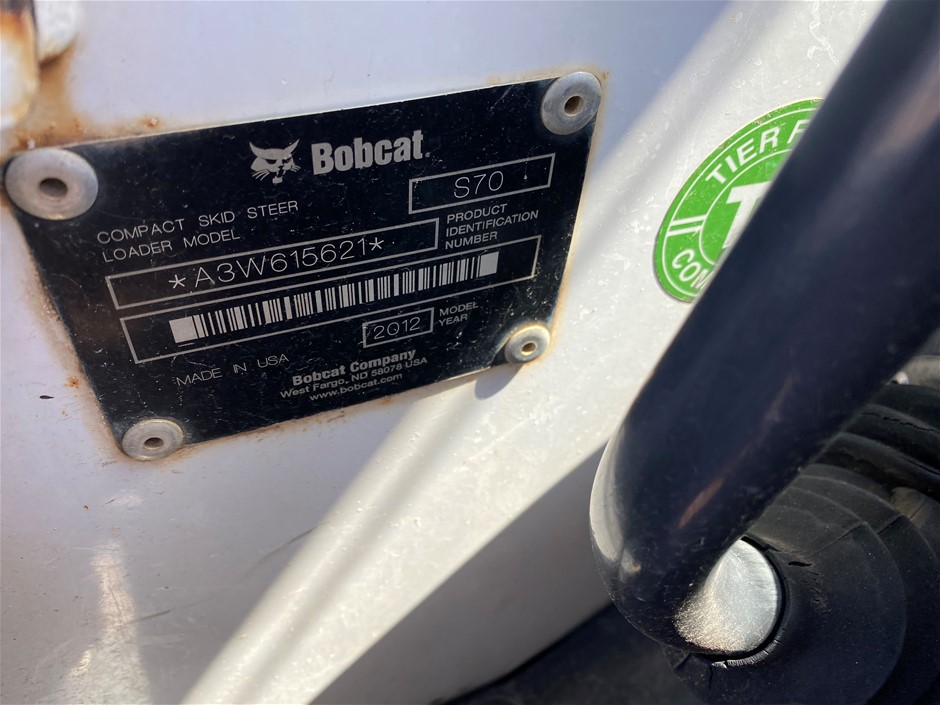 Bobcat.
COMPACT SKID STEER
LOADER MODEL
S70
*A3W615621*
PRODUCT
IDENTIFICATION
NUMBER
2012
MODEL
YEAR
MADE IN USA
Bobcat Company
West Fargo, ND 58078 USA
www.bobcat.com
TIER